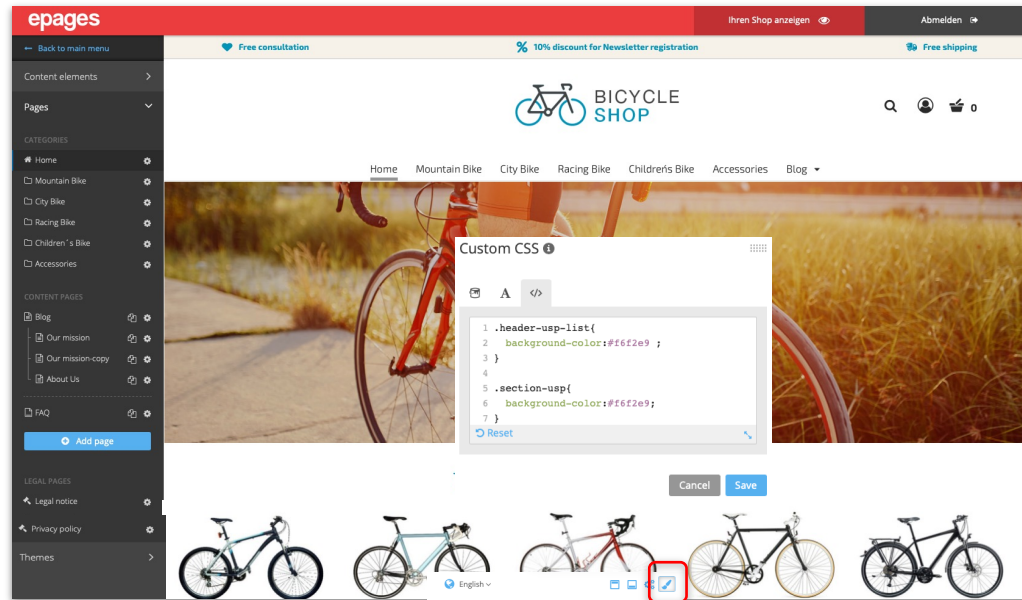 epages
Ihren Shop anzeigen
Abmelden
← Back to main menu
Free consultation
10% discount for Newsletter registration
Free shipping
Content elements
Pages
BICYCLE
SHOP
0
CATEGORIES
Home
Mountain Bike
City Bike
Racing Bike
Children´s Bike
Accessories
Home Mountain Bike City Bike Racing Bike Children's Bike Accessories Blog
CONTENT PAGES
Blog
Our mission
Our mission-copy
About Us
FAQ
Add page
LEGAL PAGES
Legal notice
Privacy policy
Themes
Custom CSS
A </>
1 .header-usp-list{
2 background-color:#f6f2e9 ;
3 }
4
5 .section-usp{
6 background-color:#f6f2e9;
7 }
Reset
Cancel
Save
English